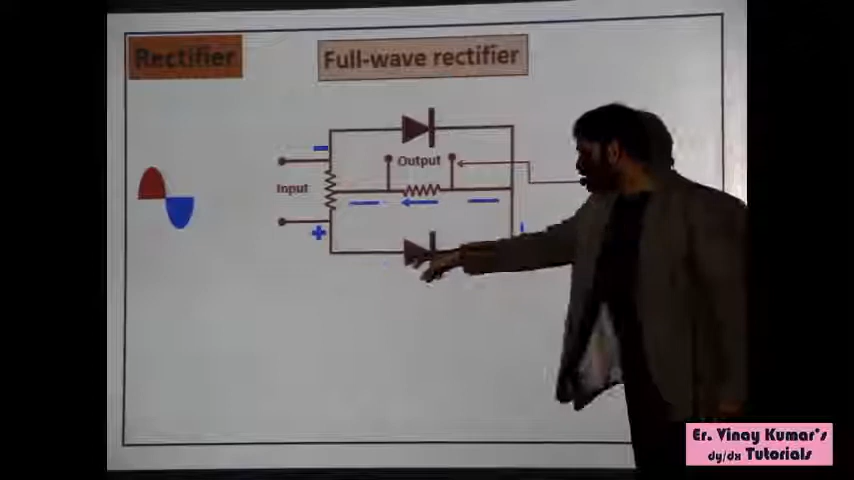 Rectifier
Full-wave rectifier
Output
Input
Er. Vinay Kumar's
dy/dx Tutorials